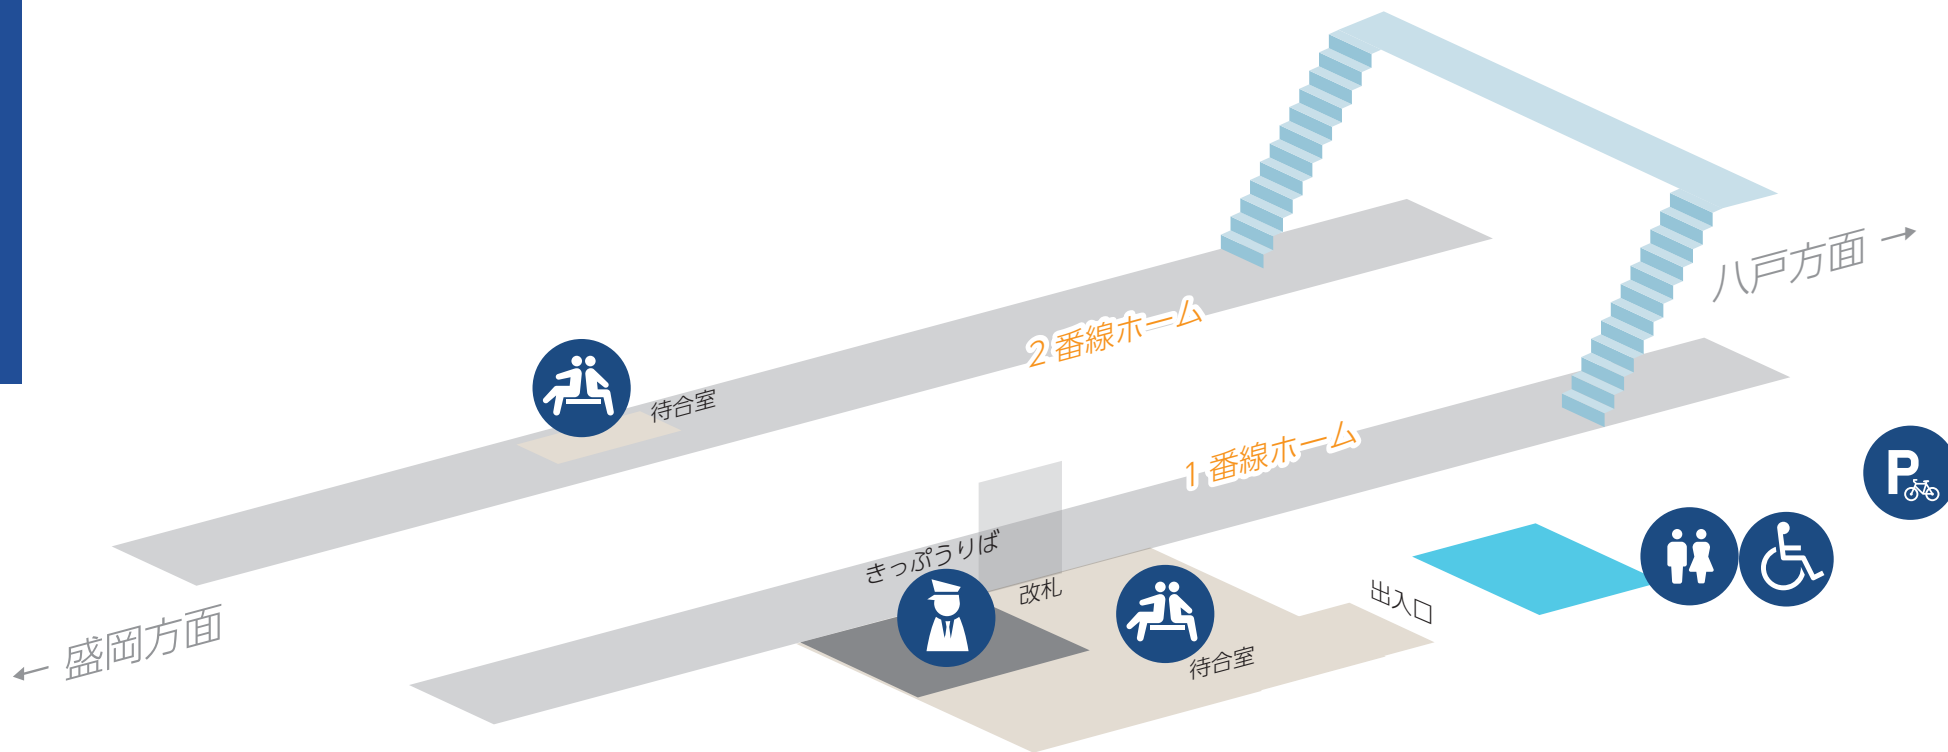 八戸方面 →
2番線ホーム
待合室
1番線ホーム
P
きっぷうりば
改札
出入口
← 盛岡方面
待合室